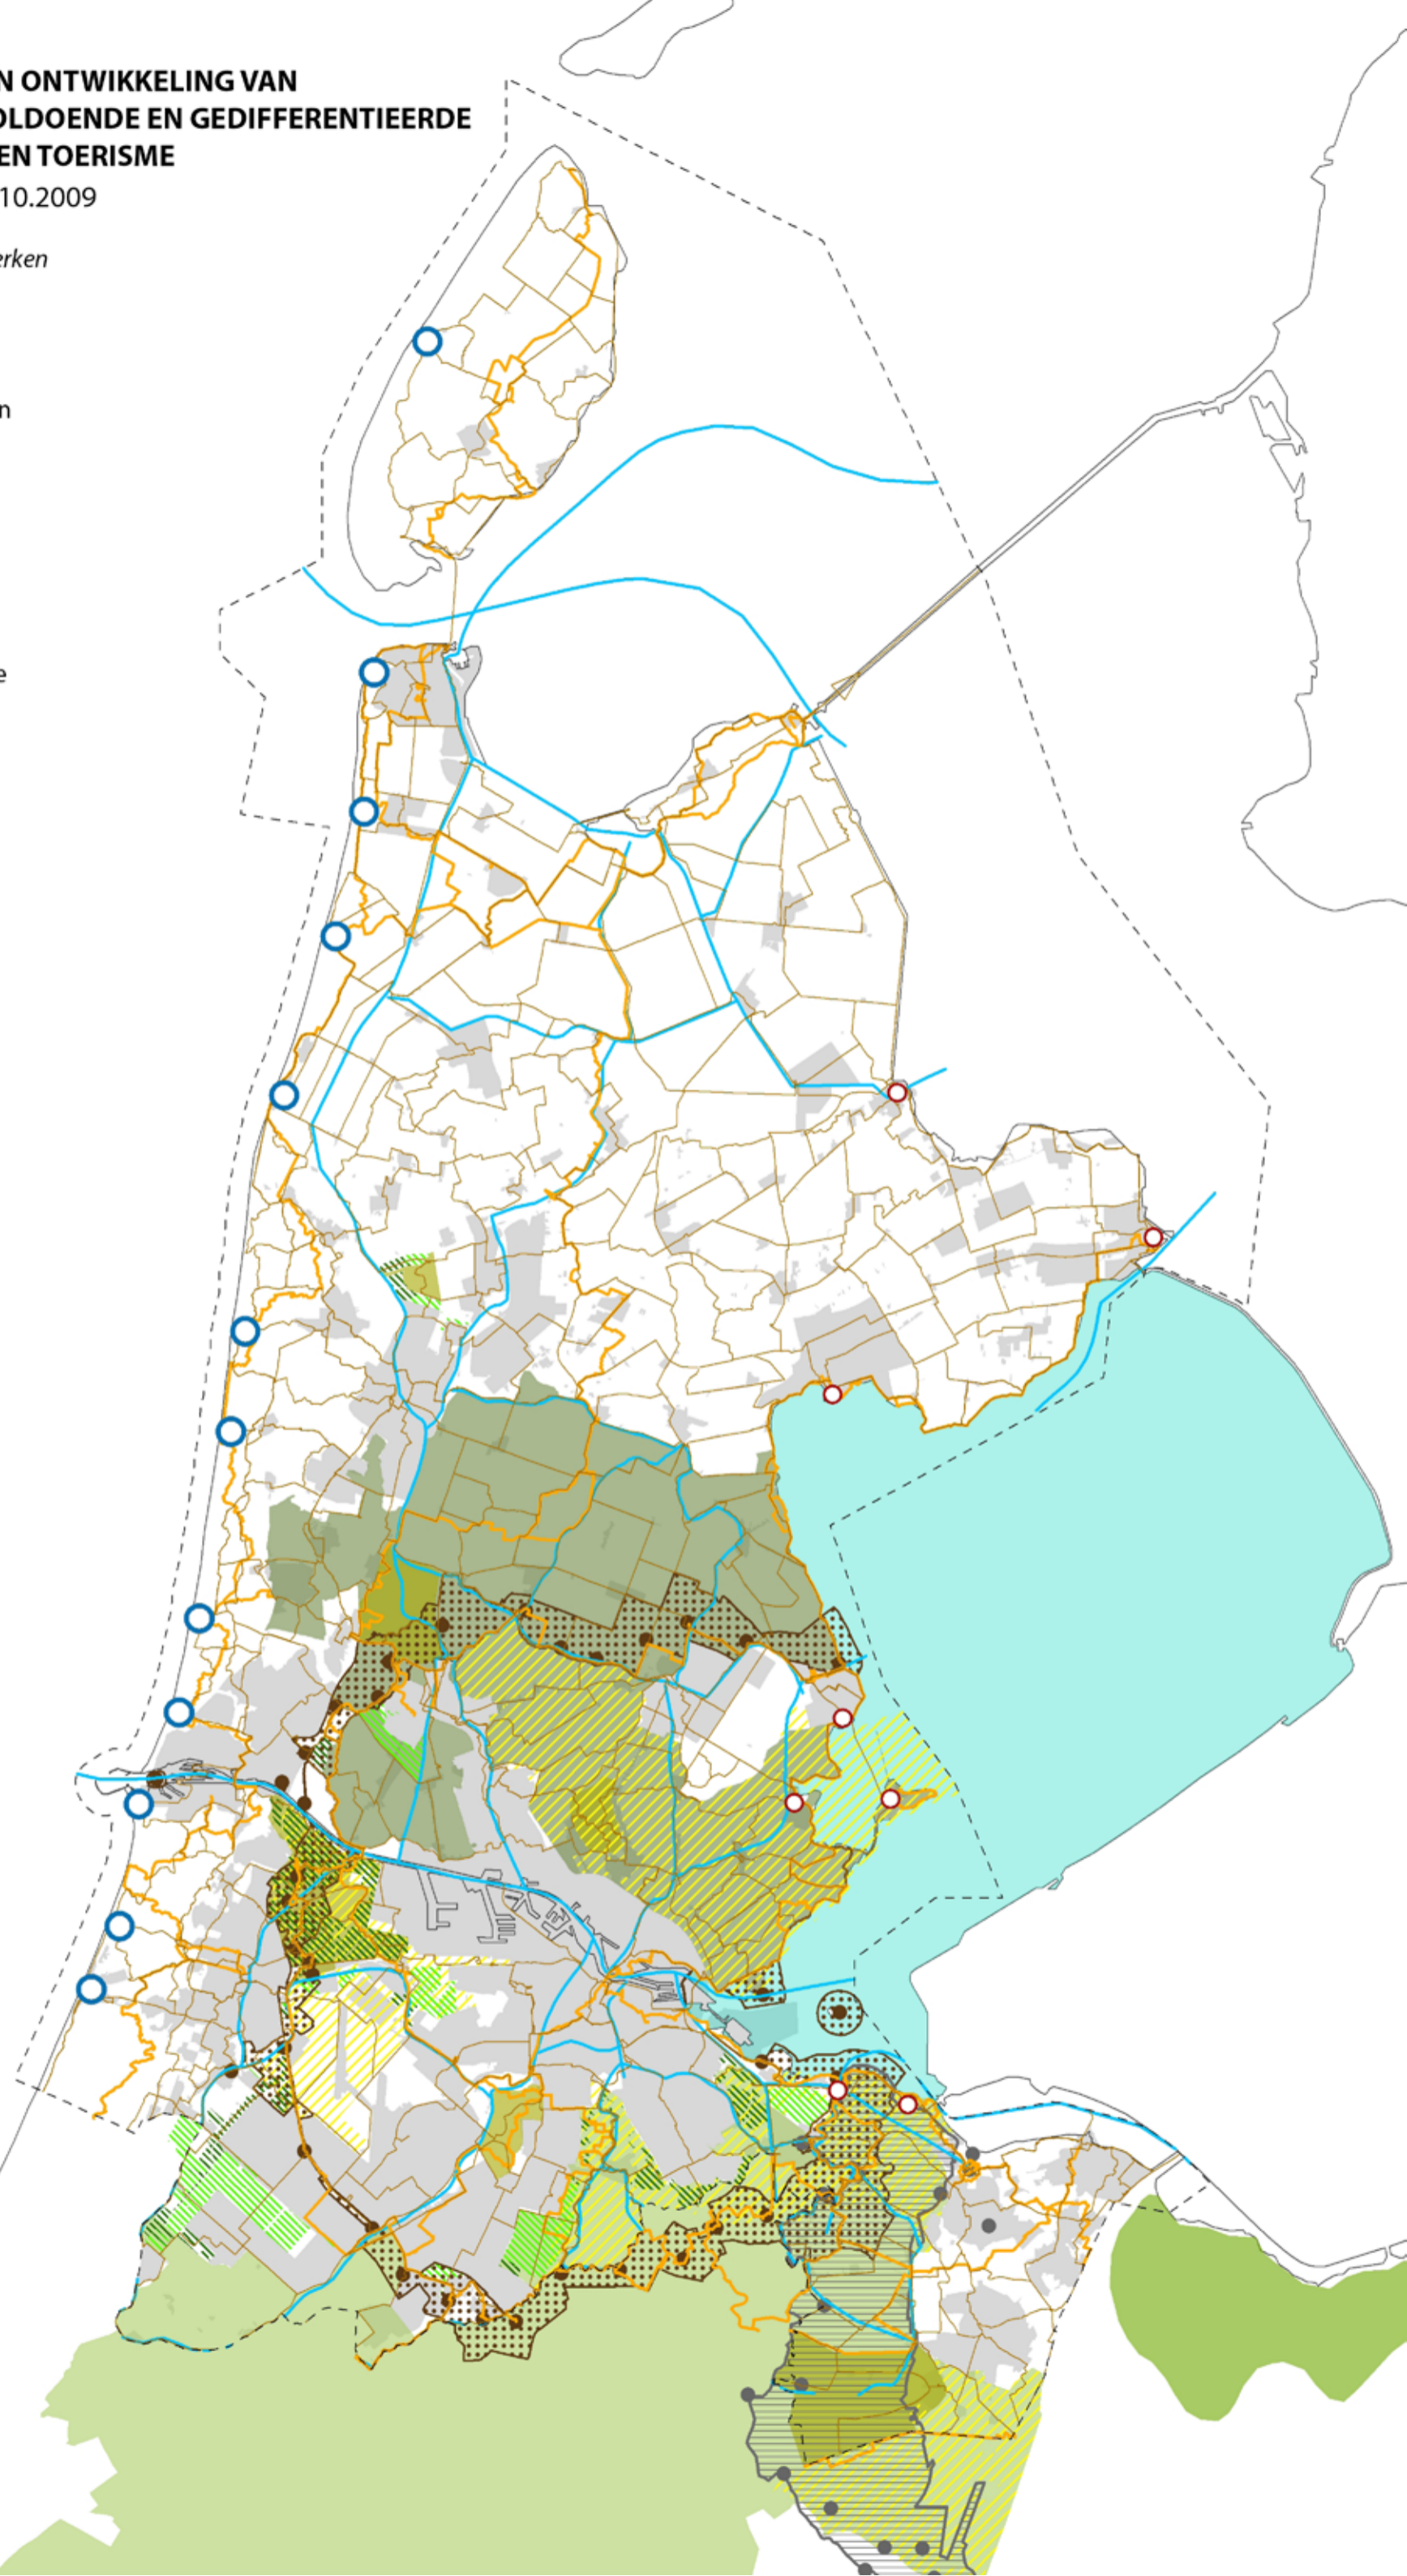 N ONTWIKKELING VAN
OLDOENDE EN GEDIFFERENTIEERDE
EN TOERISME
10.2009
erken
n
e